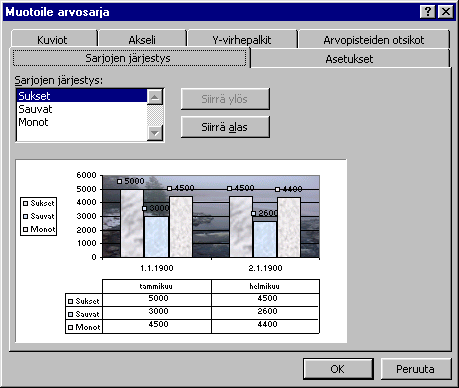 Muotoile arvosarja
Kuviot Akseli Y-virhepalkit Arvopisteiden otsikot
Sarjojen järjestys Asetukset
Sarjojen järjestys:
Sukset
Sauvat
Monot
Siirrä ylös
Siirrä alas
6000
5000
4000
3000
2000
1000
0
5000 3000 4500 4500 2600 4400
Sukset
Sauvat
Monot
1.1.1900 2.1.1900
tammikuu helmikuu
Sukset 5000 4500
Sauvat 3000 2600
Monot 4500 4400
OK Peruuta